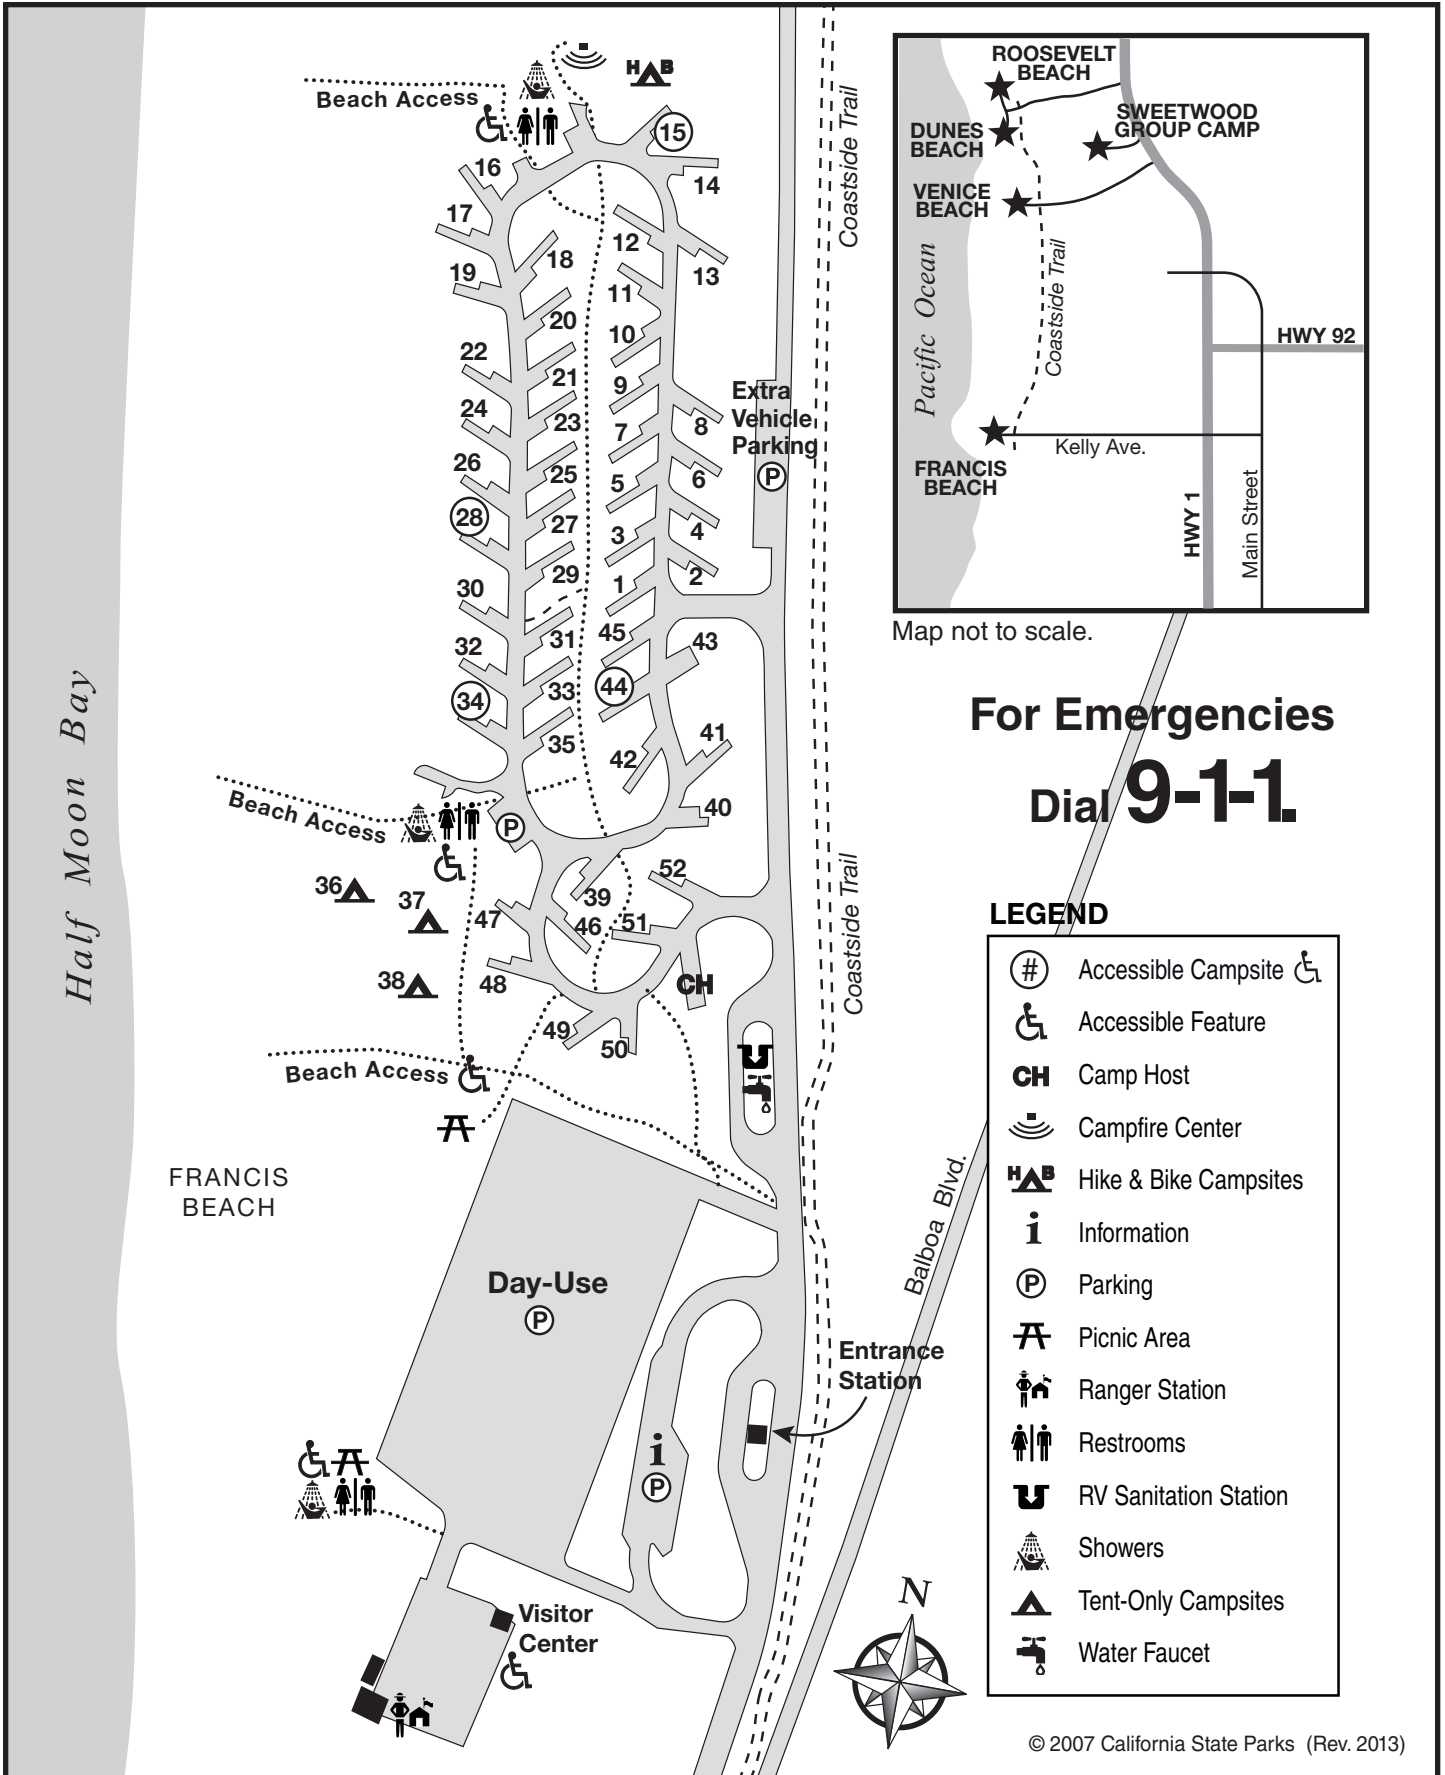 Beach Access
H B
15
16
14
17
12
13
18
19
11
20
10
22
21
9
Extra
Vehicle
Parking
P
24
23
7
8
26
25
5
6
28
27
3
4
30
29
1
2
32
31
45
43
34
33
44
35
42
41
40
Beach Access
P
36
37
38
39
52
47
46
51
48
CH
49
50
Beach Access
Half Moon Bay
FRANCIS
BEACH
Coastside Trail
Coastside Trail
Day-Use
P
Balboa Blvd.
Entrance
Station
i
P
Visitor
Center
N
ROOSEVELT
BEACH
DUNES
BEACH
SWEETWOOD
GROUP CAMP
VENICE
BEACH
Pacific Ocean
Coastside Trail
HWY 92
Kelly Ave.
FRANCIS
BEACH
HWY 1
Main Street
Map not to scale.
For Emergencies
Dial 9-1-1.
LEGEND
# Accessible Campsite
Accessible Feature
CH Camp Host
Campfire Center
H B Hike & Bike Campsites
i Information
P Parking
Picnic Area
Ranger Station
Restrooms
RV Sanitation Station
Showers
Tent-Only Campsites
Water Faucet
© 2007 California State Parks (Rev. 2013)